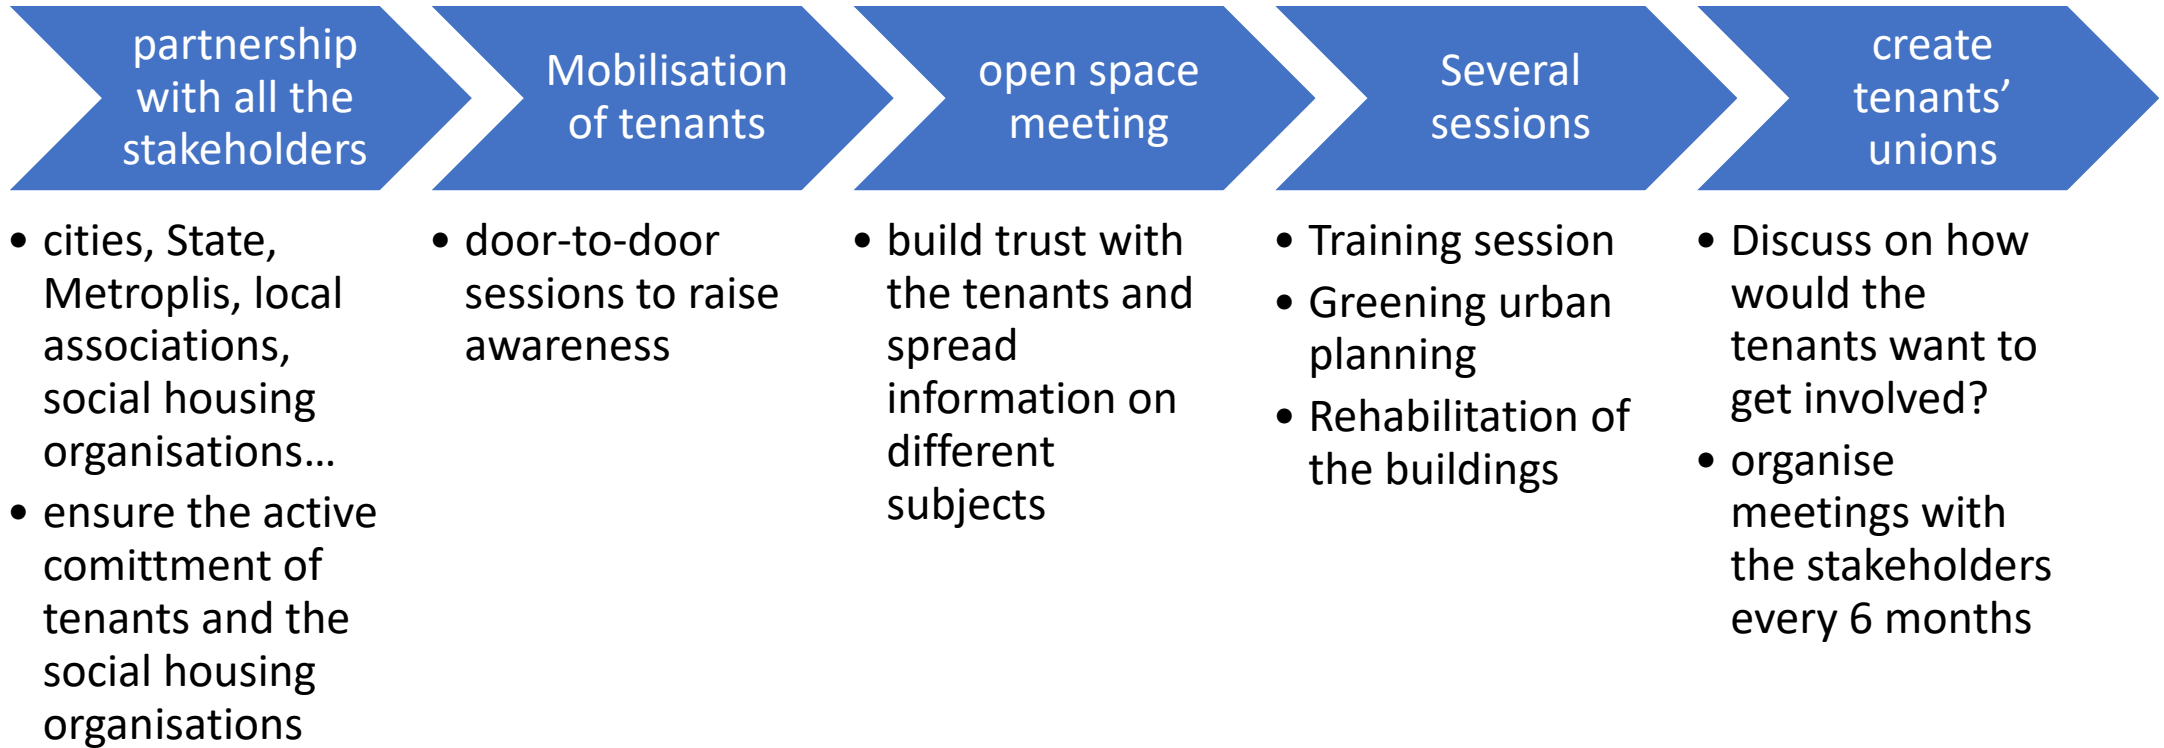 partnership
with all the
stakeholders
• cities, State,
Metroplis, local
associations,
social housing
organisations…
• ensure the active
comittment of
tenants and the
social housing
organisations
Mobilisation
of tenants
• door-to-door
sessions to raise
awareness
open space
meeting
• build trust with
the tenants and
spread
information on
different
subjects
Several
sessions
• Training session
• Greening urban
planning
• Rehabilitation of
the buildings
create
tenants’
unions
• Discuss on how
would the
tenants want to
get involved?
• organise
meetings with
the stakeholders
every 6 months